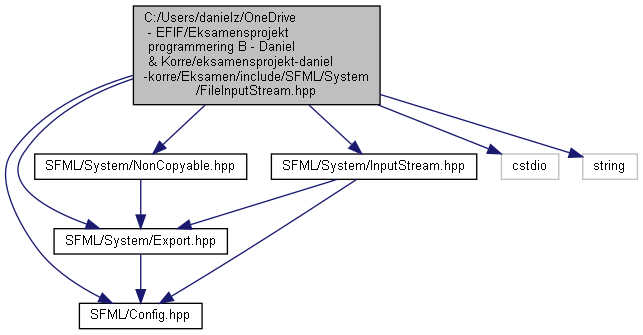 C:/Users/danielz/OneDrive
- EFIF/Eksamensprojekt
programmering B - Daniel
& Korre/eksamensprojekt-daniel
-korre/Eksamen/include/SFML/System
/FileInputStream.hpp
SFML/System/NonCopyable.hpp
SFML/System/InputStream.hpp
cstdio
string
SFML/System/Export.hpp
SFML/Config.hpp